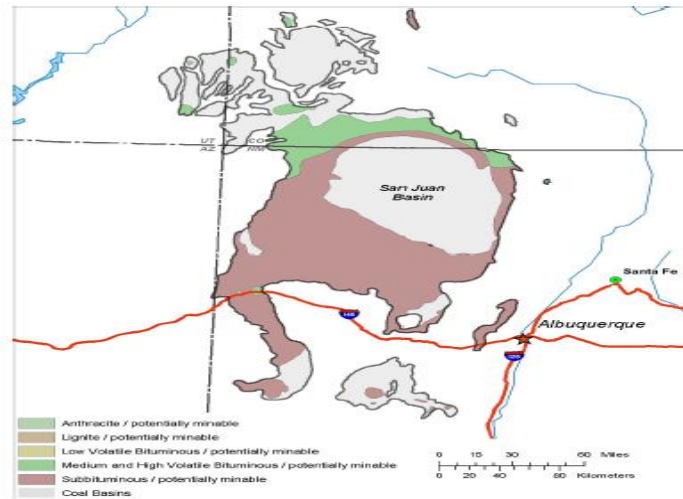 UT CO
AZ NM
San Juan
Basin
Santa Fe
Albuquerque
Anthracite / potentially minable
Lignite / potentially minable
Low Volatile Bituminous / potentially minable
Medium and High Volatile Bituminous / potentially minable
Subbituminous / potentially minable
Coal Basins
0 15 30 60 Miles
0 20 40 60 80
Kilometers